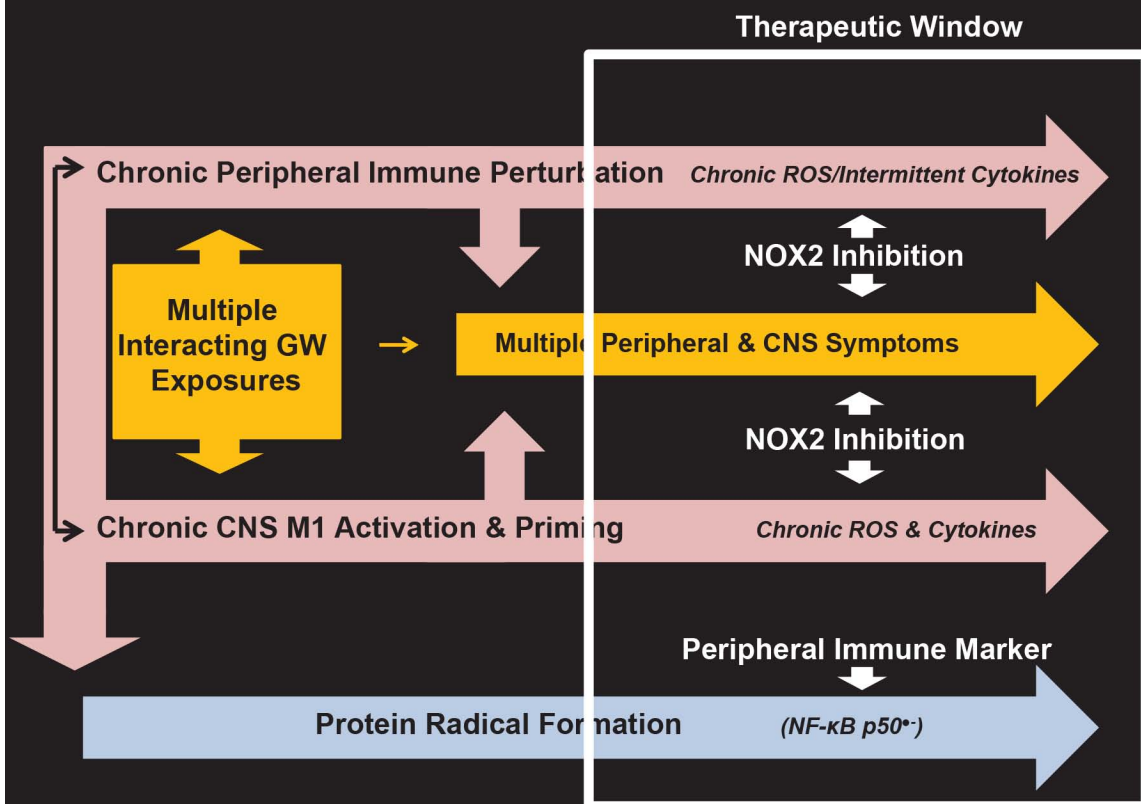 Therapeutic Window
Chronic Peripheral Immune Perturbation
Chronic ROS/Intermittent Cytokines
NOX2 Inhibition
Multiple
Interacting GW
Exposures
Multiple Peripheral & CNS Symptoms
NOX2 Inhibition
Chronic CNS M1 Activation & Priming
Chronic ROS & Cytokines
Peripheral Immune Marker
Protein Radical Formation
(NF-κB p50•-)